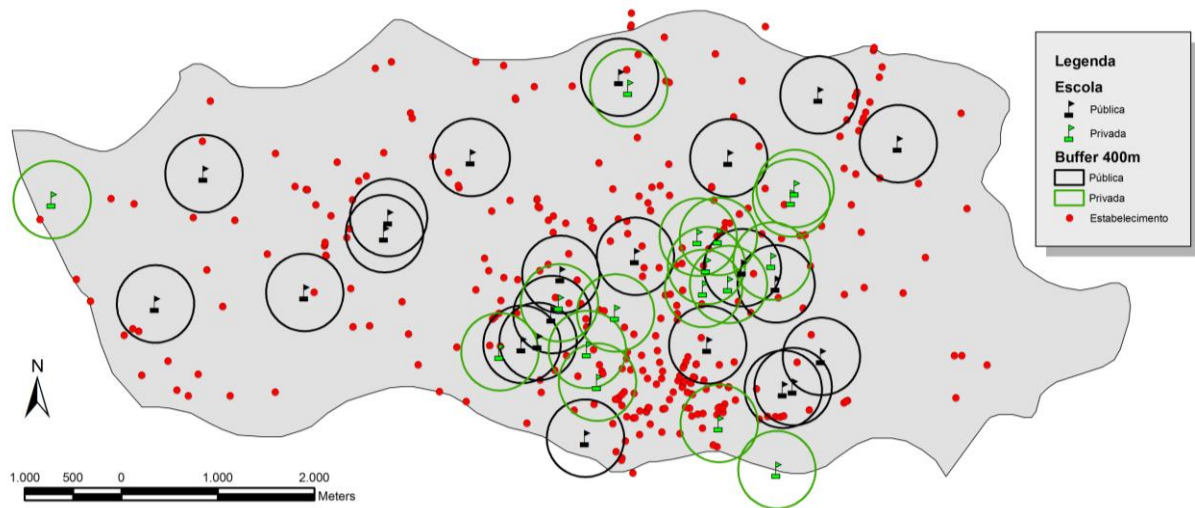 Legenda
Escola
Pública
Privada
Buffer 400m
Pública
Privada
Estabelecimento
N
1.000 500 0 1.000 2.000
Meters